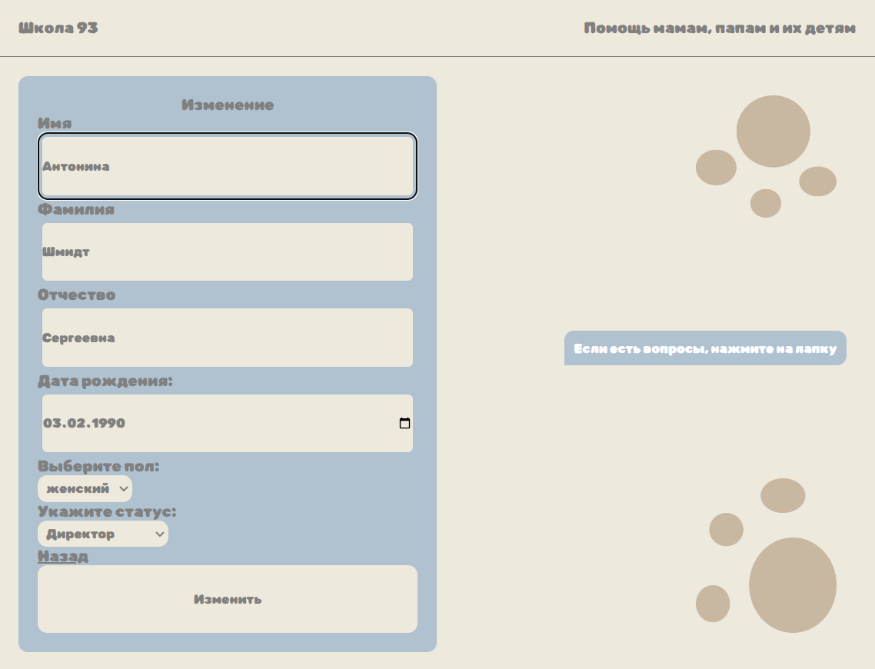 Школа 93
Помощь мамам, папам и их детям
Изменение
Имя
Антонина
Фамилия
Шмидт
Отчество
Сергеевна
Дата рождения:
03.02.1990
Выберите пол:
женский
Укажите статус:
Директор
Назад
Изменить
Если есть вопросы, нажмите на лапку